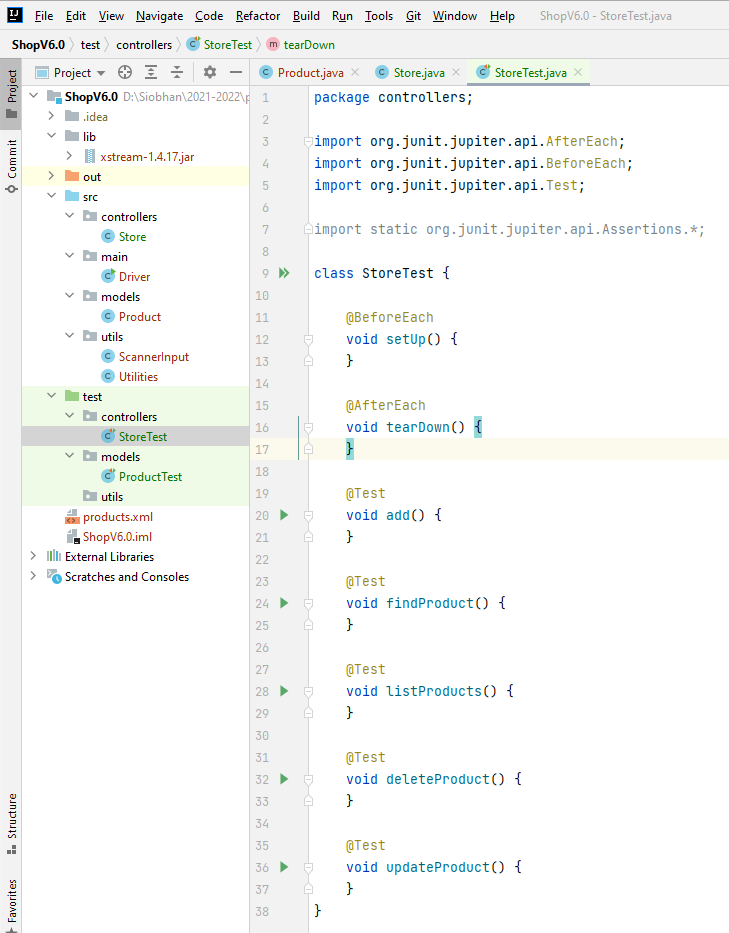 IJ File Edit View Navigate Code Refactor Build Run Tools Git Window Help ShopV6.0 - StoreTest.java
ShopV6.0 test controllers StoreTest m tearDown
Project
Commit
Structure
Favorites
Project
ShopV6.0 D:\Siobhan\2021-2022\p
.idea
lib
xstream-1.4.17.jar
out
src
controllers
C Store
main
C Driver
models
C Product
utils
C ScannerInput
C Utilities
test
controllers
C StoreTest
models
C ProductTest
utils
products.xml
ShopV6.0.iml
External Libraries
Scratches and Consoles
C Product.java C Store.java C StoreTest.java
1 package controllers;
2
3 import org.junit.jupiter.api.AfterEach;
4 import org.junit.jupiter.api.BeforeEach;
5 import org.junit.jupiter.api.Test;
6
7 import static org.junit.jupiter.api.Assertions.*;
8
9 class StoreTest {
10
11 @BeforeEach
12 void setUp() {
13 }
14
15 @AfterEach
16 void tearDown() {
17 }
18
19 @Test
20 void add() {
21 }
22
23 @Test
24 void findProduct() {
25 }
26
27 @Test
28 void listProducts() {
29 }
30
31 @Test
32 void deleteProduct() {
33 }
34
35 @Test
36 void updateProduct() {
37 }
38 }